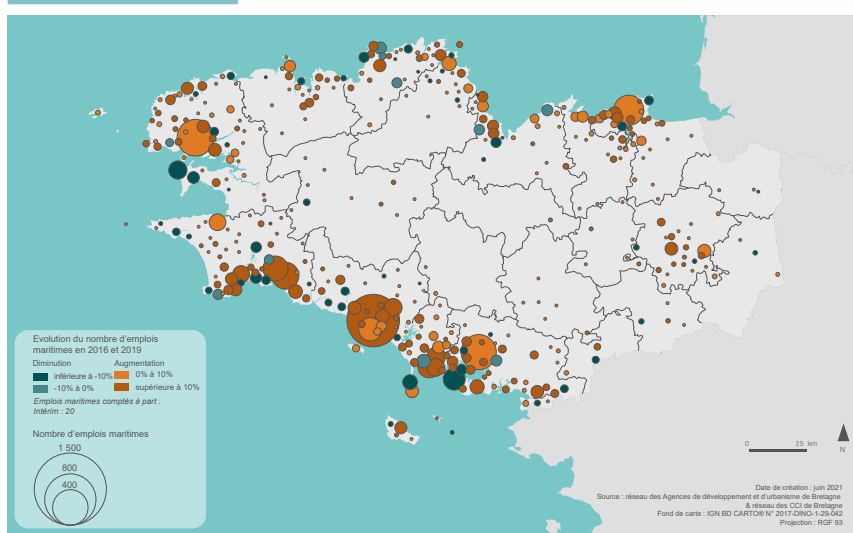 Evolution du nombre d'emplois
maritimes en 2016 et 2019
Diminution Augmentation
inférieure à -10% 0% à 10%
-10% à 0% supérieure à 10%
Emplois maritimes comptés à part :
Intérim : 20
Nombre d'emplois maritimes
1 500
800
400
0 25 km
N
Date de création : juin 2021
Source : réseau des Agences de développement et d'urbanisme de Bretagne
& réseau des CCI de Bretagne
Fond de carte : IGN BD CARTO® N° 2017-DINO-1-29-042
Projection : RGF 93